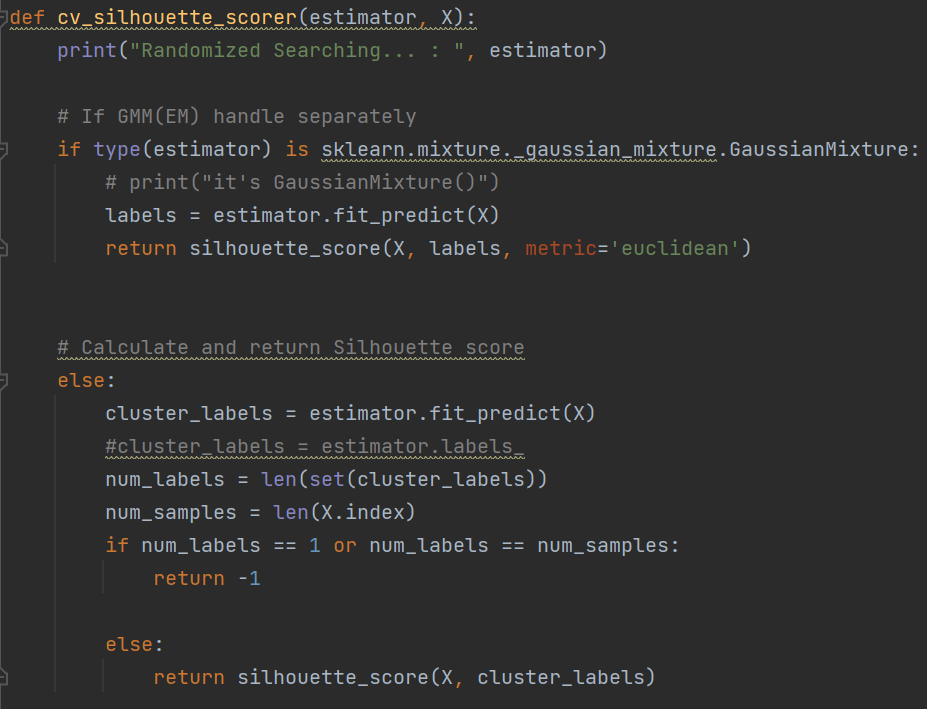 def cv_silhouette_scorer(estimator, X):
    print("Randomized Searching... : ", estimator)
    # If GMM(EM) handle separately
    if type(estimator) is sklearn.mixture._gaussian_mixture.GaussianMixture:
        # print("it's GaussianMixture()")
        labels = estimator.fit_predict(X)
        return silhouette_score(X, labels, metric='euclidean')
    # Calculate and return Silhouette score
    else:
        cluster_labels = estimator.fit_predict(X)
        #cluster_labels = estimator.labels_
        num_labels = len(set(cluster_labels))
        num_samples = len(X.index)
        if num_labels == 1 or num_labels == num_samples:
            return -1
        else:
            return silhouette_score(X, cluster_labels)